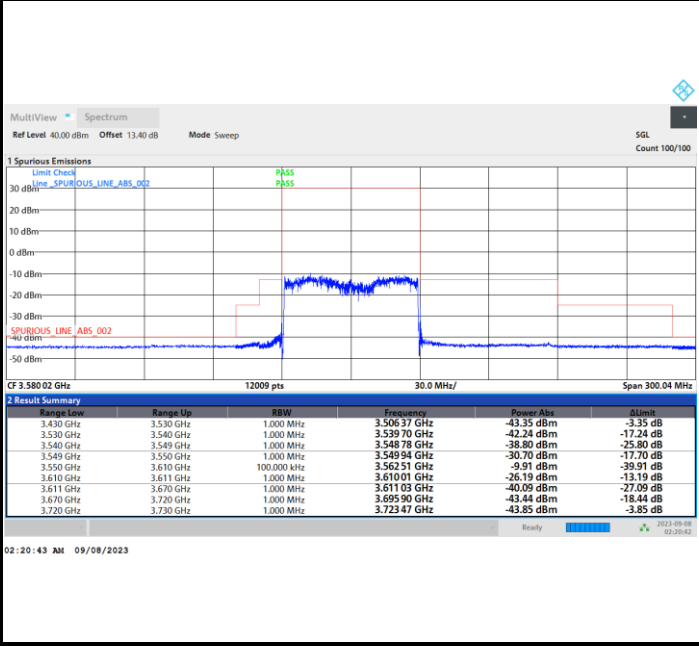 MultiView Spectrum
Ref Level 40.00 dBm Offset 13.40 dB Mode Sweep SGL
Count 100/100
1 Spurious Emissions
Limit Check PASS
Line _SPURIOUS_LINE_ABS_002 PASS
30 dBm
20 dBm
10 dBm
0 dBm
-10 dBm
-20 dBm
-30 dBm
SPURIOUS_LINE_ABS_002
-40 dBm
-50 dBm
CF 3.580 02 GHz 12009 pts 30.0 MHz/ Span 300.04 MHz
2 Result Summary
Range Low Range Up RBW Frequency Power Abs ΔLimit
3.430 GHz 3.530 GHz 1.000 MHz 3.506 37 GHz -43.35 dBm -3.35 dB
3.530 GHz 3.540 GHz 1.000 MHz 3.539 70 GHz -42.24 dBm -17.24 dB
3.540 GHz 3.549 GHz 1.000 MHz 3.548 78 GHz -38.80 dBm -25.80 dB
3.549 GHz 3.550 GHz 1.000 MHz 3.549 94 GHz -30.70 dBm -17.70 dB
3.550 GHz 3.610 GHz 100.000 kHz 3.562 51 GHz -9.91 dBm -39.91 dB
3.610 GHz 3.611 GHz 1.000 MHz 3.610 01 GHz -26.19 dBm -13.19 dB
3.611 GHz 3.670 GHz 1.000 MHz 3.611 03 GHz -40.09 dBm -27.09 dB
3.670 GHz 3.720 GHz 1.000 MHz 3.695 90 GHz -43.44 dBm -18.44 dB
3.720 GHz 3.730 GHz 1.000 MHz 3.723 47 GHz -43.85 dBm -3.85 dB
Ready 2023-09-08
02:20:42
02:20:43 AM 09/08/2023